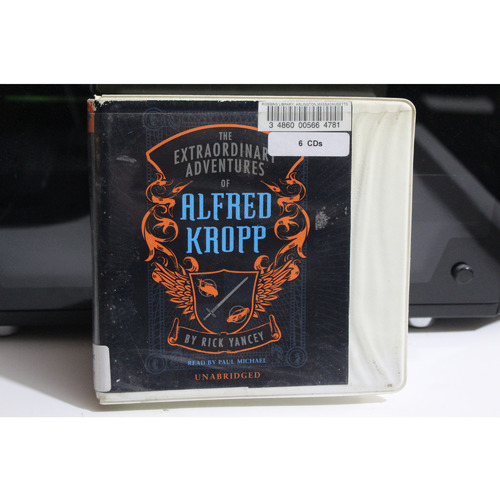 3 4860 00566 4781
6 CDs
THE
EXTRAORDINARY
ADVENTURES
OF
ALFRED
KROPP
BY RICK YANCEY
READ BY PAUL MICHAEL
UNABRIDGED